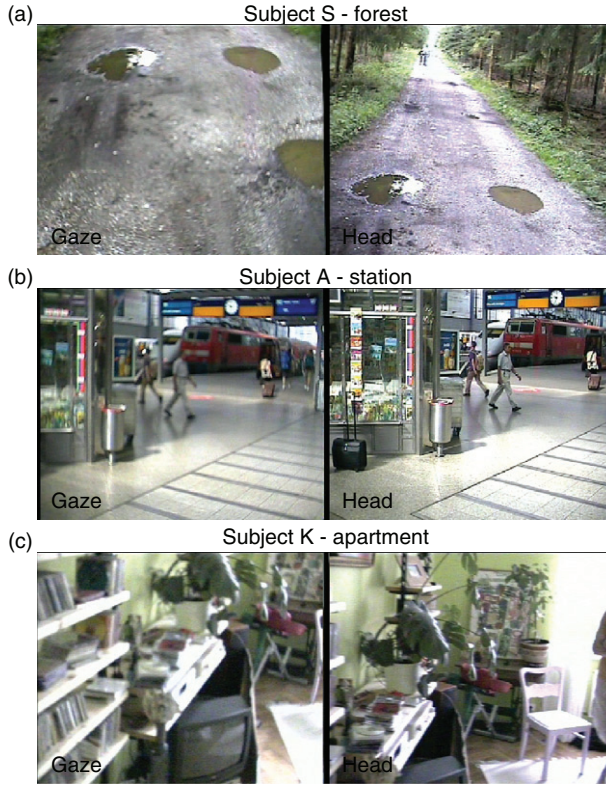 (a)
Subject S - forest
Gaze
Head
(b)
Subject A - station
Gaze
Head
(c)
Subject K - apartment
Gaze
Head